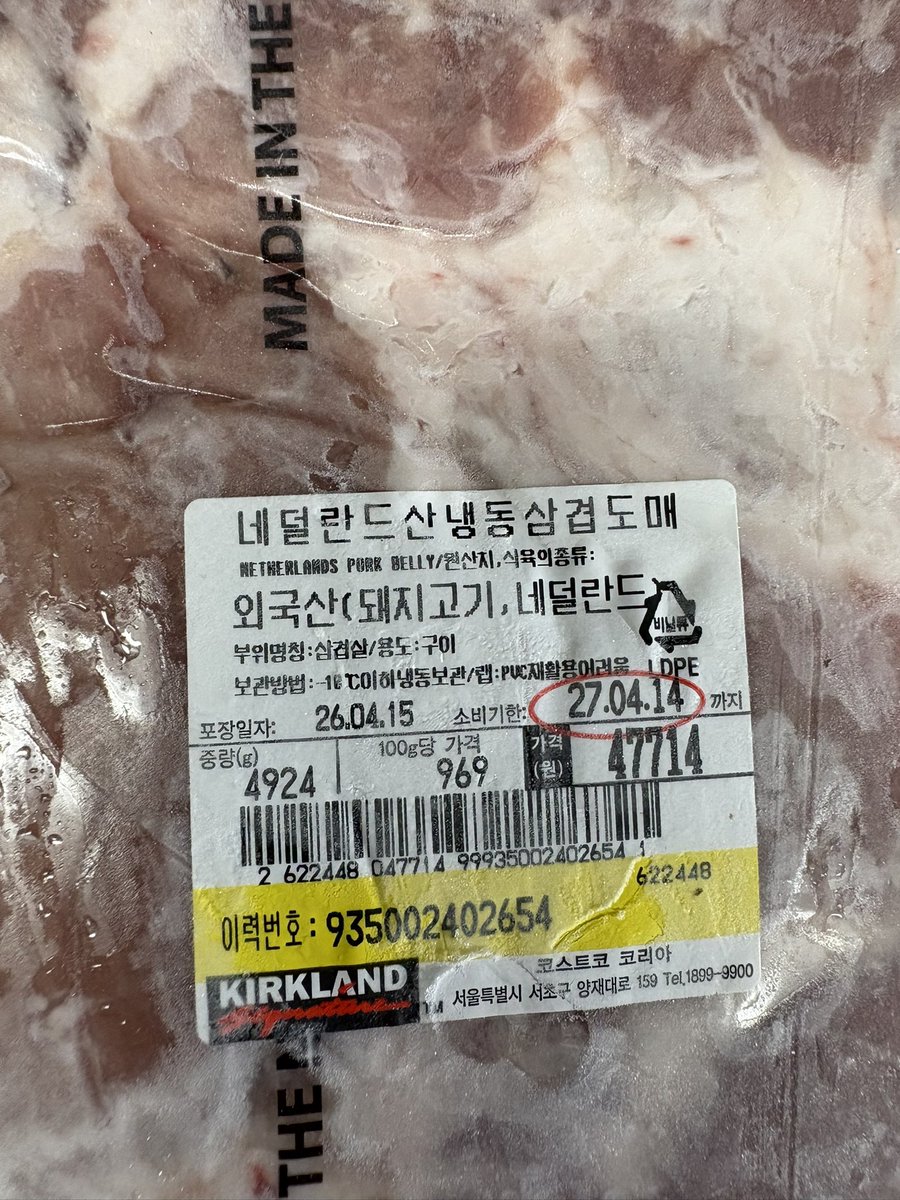 MADE IN THE
네덜란드산냉동삼겹도매
NETHERLANDS PORK BELLY/원산지,식육의종류:
외국산(돼지고기,네덜란드
비닐류
부위명칭:삼겹살/용도:구이
보관방법:-18℃이하냉동보관/랩:PVC재활용어려움 LDPE
포장일자: 26.04.15 소비기한: 27.04.14 까지
중량(g) 4924 100g당 가격 969 가격(원) 47714
2 622448 047714 99935002402654 1
622448
이력번호: 935002402654
KIRKLAND Signature TM
코스트코 코리아
서울특별시 서초구 양재대로 159 Tel.1899-9900
THE